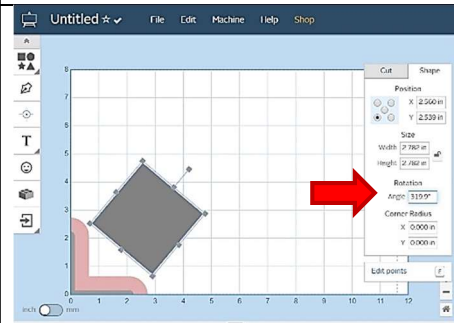 Untitled File Edit Machine Help Shop
Cut Shape
Position
X 2.560 in
Y 2.539 in
Size
Width 2.782 in
Height 2.782 in
Rotation
Angle 319.9°
Corner Radius
X 0.000 in
Y 0.000 in
Edit points
T
8
7
6
5
4
3
2
1
0
0 1 2 3 4 5 6 7 8 9 10 11 12
inch mm